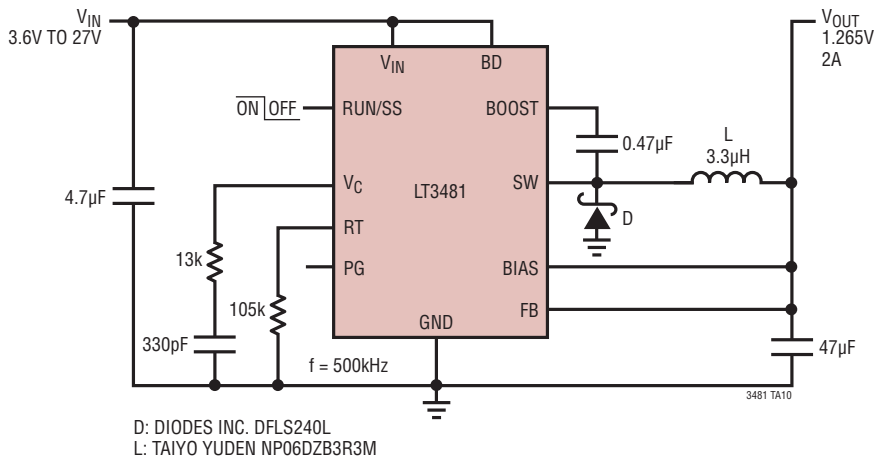 VIN
3.6V TO 27V
VOUT
1.265V
2A
VIN
BD
ON OFF
RUN/SS
BOOST
0.47µF
L
3.3µH
4.7µF
VC
LT3481
SW
D
RT
13k
PG
BIAS
105k
FB
GND
330pF
f = 500kHz
47µF
3481 TA10
D: DIODES INC. DFLS240L
L: TAIYO YUDEN NP06DZB3R3M